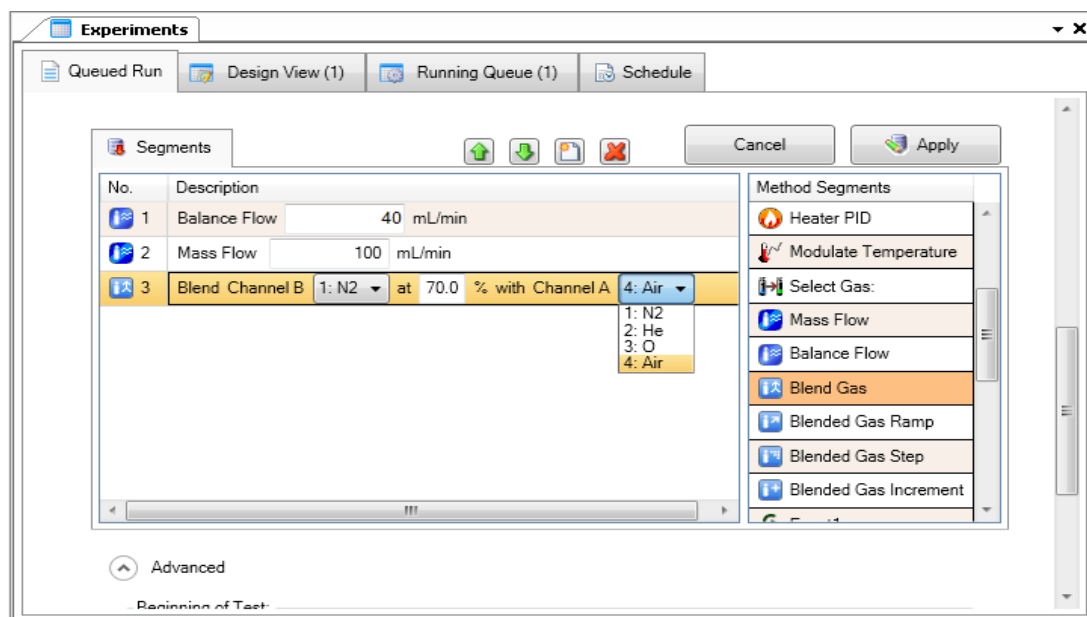 Experiments
Queued Run Design View (1) Running Queue (1) Schedule
Segments Cancel Apply
No. Description
1 Balance Flow 40 mL/min
2 Mass Flow 100 mL/min
3 Blend Channel B 1: N2 at 70.0 % with Channel A 4: Air
1: N2
2: He
3: O
4: Air
Method Segments
Heater PID
Modulate Temperature
Select Gas:
Mass Flow
Balance Flow
Blend Gas
Blended Gas Ramp
Blended Gas Step
Blended Gas Increment
Advanced
Beginning of Test: